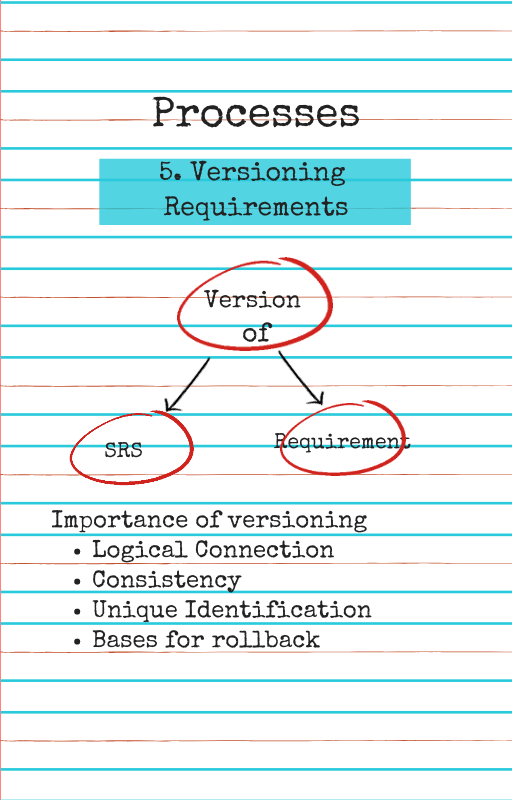 Processes
5. Versioning
Requirements
Version
of
SRS
Requirement
Importance of versioning
• Logical Connection
• Consistency
• Unique Identification
• Bases for rollback